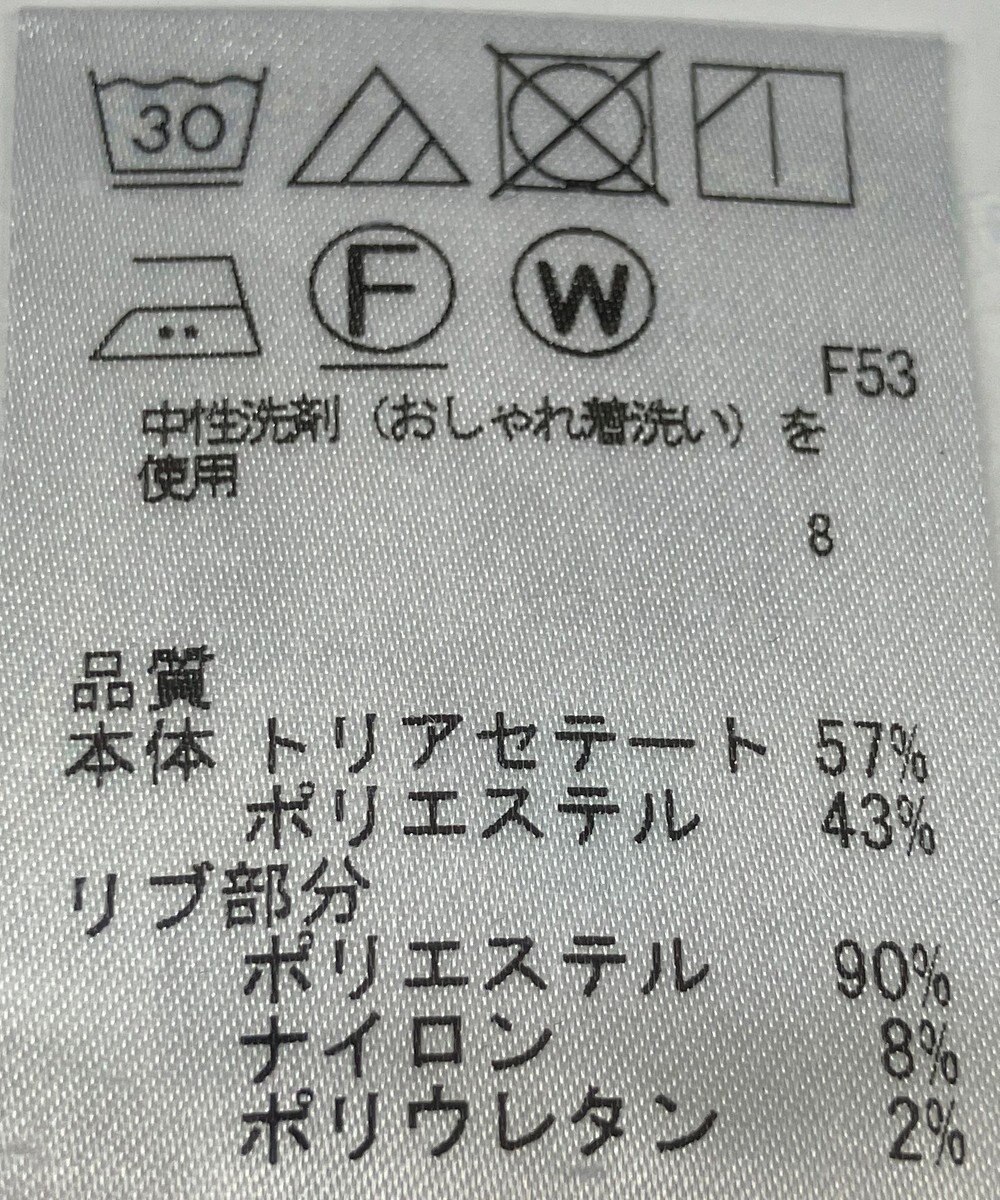 30
F W
F53
中性洗剤（おしゃれ着洗い）を
使用
8
品質
本体 トリアセテート 57%
ポリエステル 43%
リブ部分
ポリエステル 90%
ナイロン 8%
ポリウレタン 2%